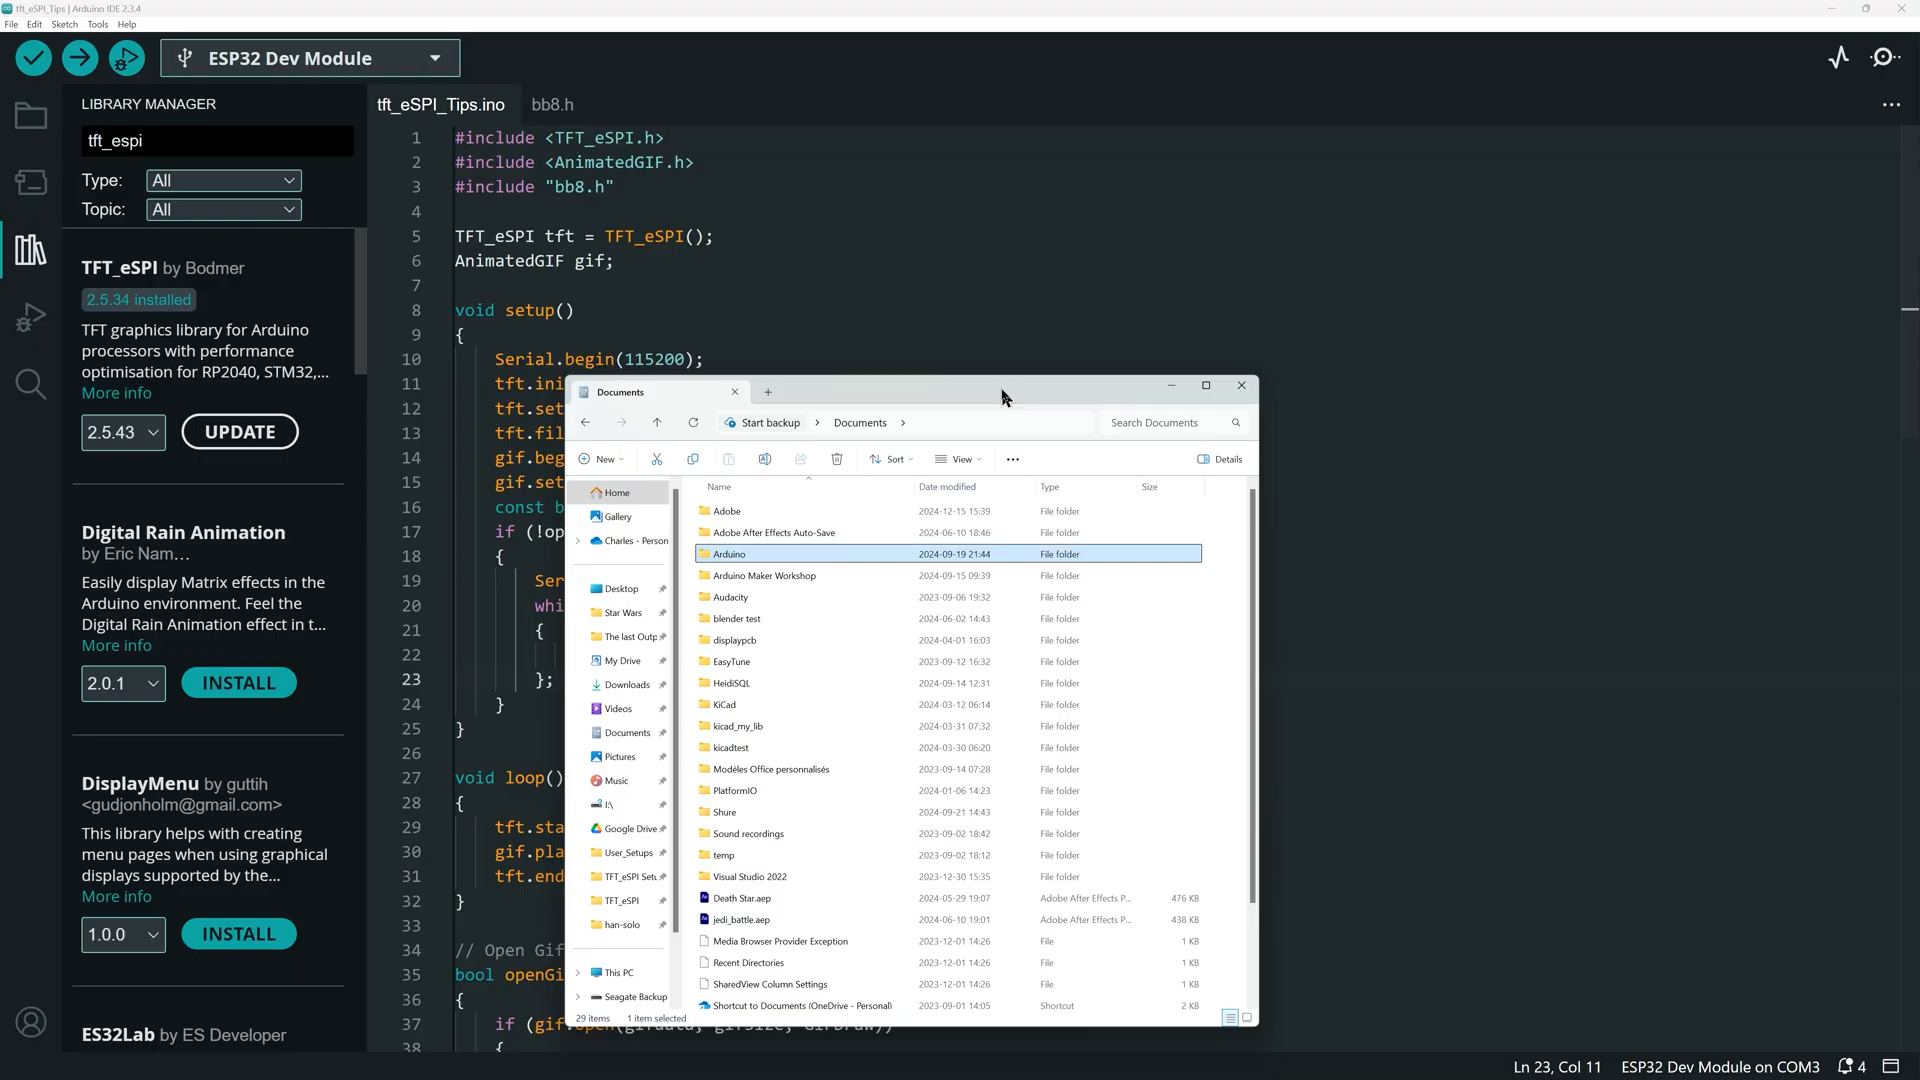 tft_eSPI_Tips | Arduino IDE 2.3.4
File Edit Sketch Tools Help
ESP32 Dev Module
LIBRARY MANAGER
tft_espi
Type: All
Topic: All
TFT_eSPI by Bodmer
2.5.34 installed
TFT graphics library for Arduino
processors with performance
optimisation for RP2040, STM32,...
More info
2.5.43 UPDATE
Digital Rain Animation
by Eric Nam...
Easily display Matrix effects in the
Arduino environment. Feel the
Digital Rain Animation effect in t...
More info
2.0.1 INSTALL
DisplayMenu by guttih
<gudjonholm@gmail.com>
This library helps with creating
menu pages when using graphical
displays supported by the...
More info
1.0.0 INSTALL
ES32Lab by ES Developer
tft_eSPI_Tips.ino bb8.h
1 #include <TFT_eSPI.h>
2 #include <AnimatedGIF.h>
3 #include "bb8.h"
4
5 TFT_eSPI tft = TFT_eSPI();
6 AnimatedGIF gif;
7
8 void setup()
9 {
10 Serial.begin(115200);
11 tft.ini
12 tft.set
13 tft.fil
14 gif.beg
15 gif.set
16 const b
17 if (!op
18 {
19 Ser
20 whi
21 {
22
23 };
24 }
25 }
26
27 void loop()
28 {
29 tft.sta
30 gif.pla
31 tft.end
32 }
33
34 // Open Gif
35 bool openGi
36 {
37 if (gif.open(gifdata, gifsize, GIFDraw))
38 {
Documents
Start backup > Documents > Search Documents
New Sort View Details
Home
Gallery
Charles - Person
Desktop
Star Wars
The last Outp
My Drive
Downloads
Videos
Documents
Pictures
Music
I:\
Google Drive
User_Setups
TFT_eSPI Setu
TFT_eSPI
han-solo
This PC
Seagate Backup
Name Date modified Type Size
Adobe 2024-12-15 15:39 File folder
Adobe After Effects Auto-Save 2024-06-10 18:46 File folder
Arduino 2024-09-19 21:44 File folder
Arduino Maker Workshop 2024-09-15 09:39 File folder
Audacity 2023-09-06 19:32 File folder
blender test 2024-06-02 14:43 File folder
displaypcb 2024-04-01 16:03 File folder
EasyTune 2023-09-12 16:32 File folder
HeidiSQL 2024-09-14 12:31 File folder
KiCad 2024-03-12 06:14 File folder
kicad_my_lib 2024-03-31 07:32 File folder
kicadtest 2024-03-30 06:20 File folder
Modèles Office personnalisés 2023-09-14 07:28 File folder
PlatformIO 2024-01-06 14:23 File folder
Shure 2024-09-21 14:43 File folder
Sound recordings 2023-09-02 18:42 File folder
temp 2023-09-02 18:12 File folder
Visual Studio 2022 2023-12-30 15:35 File folder
Death Star.aep 2024-05-29 19:07 Adobe After Effects P... 476 KB
jedi_battle.aep 2024-06-10 19:01 Adobe After Effects P... 438 KB
Media Browser Provider Exception 2023-12-01 14:26 File 1 KB
Recent Directories 2023-12-01 14:26 File 1 KB
SharedView Column Settings 2023-12-01 14:26 File 1 KB
Shortcut to Documents (OneDrive - Personal) 2023-09-01 14:05 Shortcut 2 KB
29 items 1 item selected
Ln 23, Col 11 ESP32 Dev Module on COM3 4